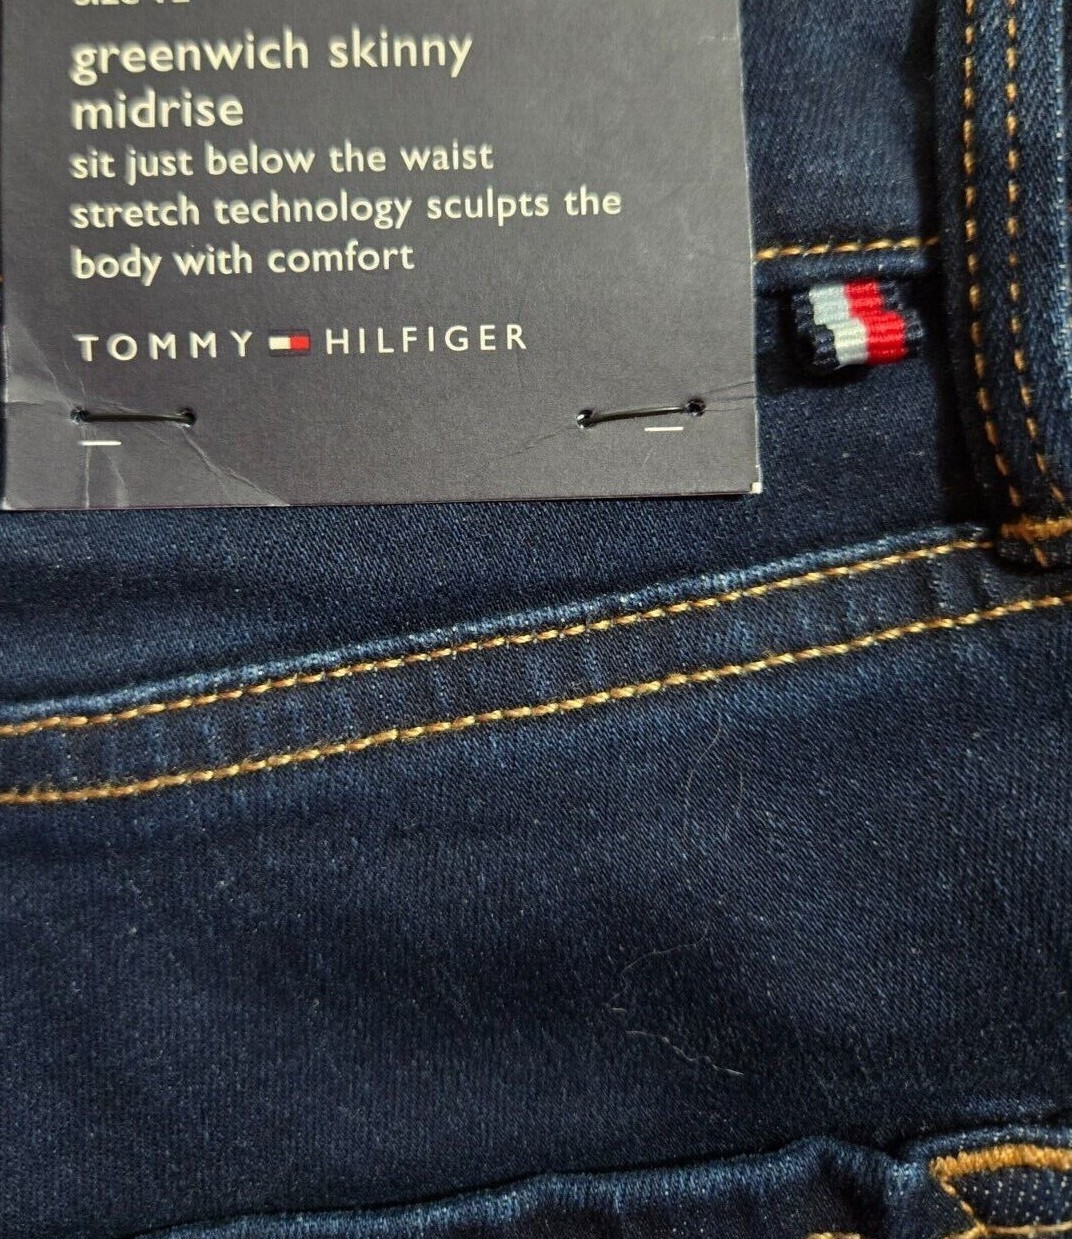 greenwich skinny
midrise
sit just below the waist
stretch technology sculpts the
body with comfort
TOMMY HILFIGER